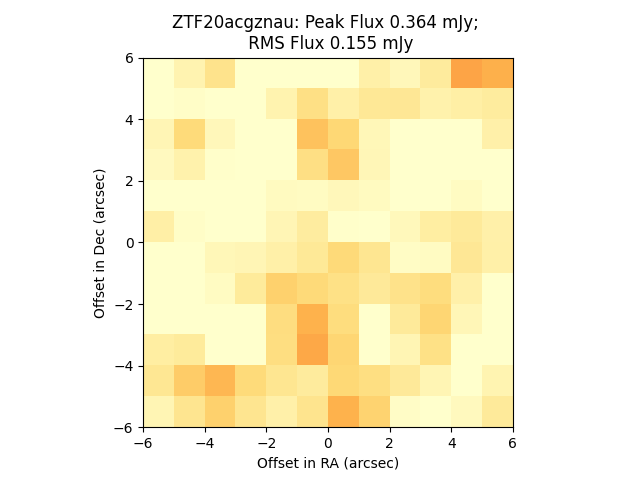 ZTF20acgznau: Peak Flux 0.364 mJy;
RMS Flux 0.155 mJy
6
4
2
0
−2
−4
−6
Offset in Dec (arcsec)
−6 −4 −2 0 2 4 6
Offset in RA (arcsec)